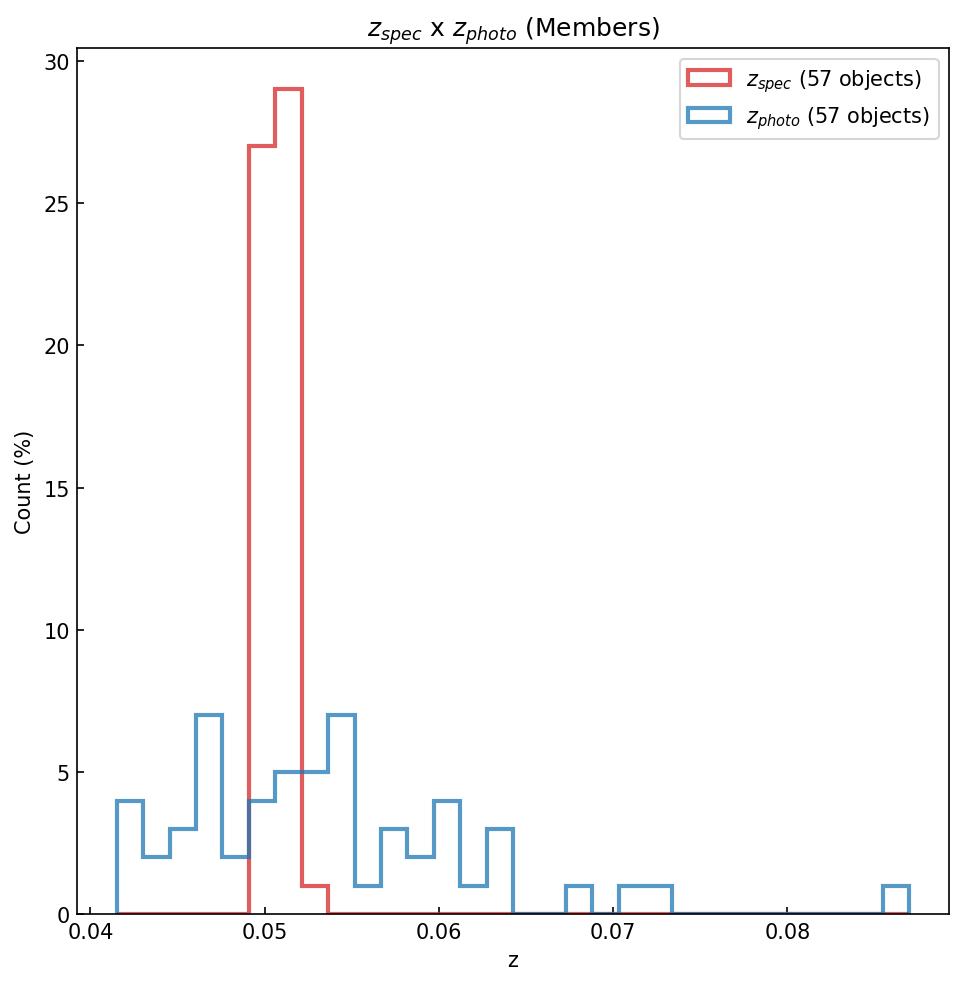 z_spec x z_photo (Members)
z_spec (57 objects)
z_photo (57 objects)
30
25
20
15
10
5
0
Count (%)
0.04 0.05 0.06 0.07 0.08
z